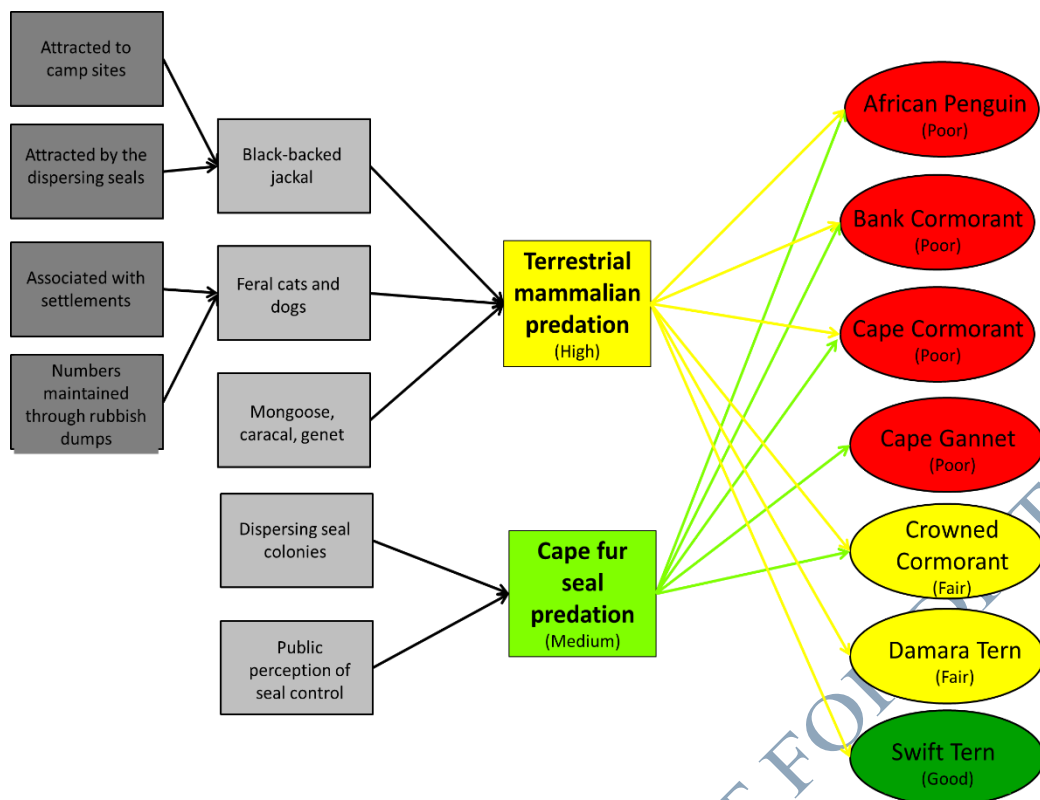 Attracted to
camp sites
Attracted by the
dispersing seals
Associated with
settlements
Numbers
maintained
through rubbish
dumps
Black-backed
jackal
Feral cats and
dogs
Mongoose,
caracal, genet
Dispersing seal
colonies
Public
perception of
seal control
Terrestrial
mammalian
predation
(High)
Cape fur
seal
predation
(Medium)
African Penguin
(Poor)
Bank Cormorant
(Poor)
Cape Cormorant
(Poor)
Cape Gannet
(Poor)
Crowned
Cormorant
(Fair)
Damara Tern
(Fair)
Swift Tern
(Good)